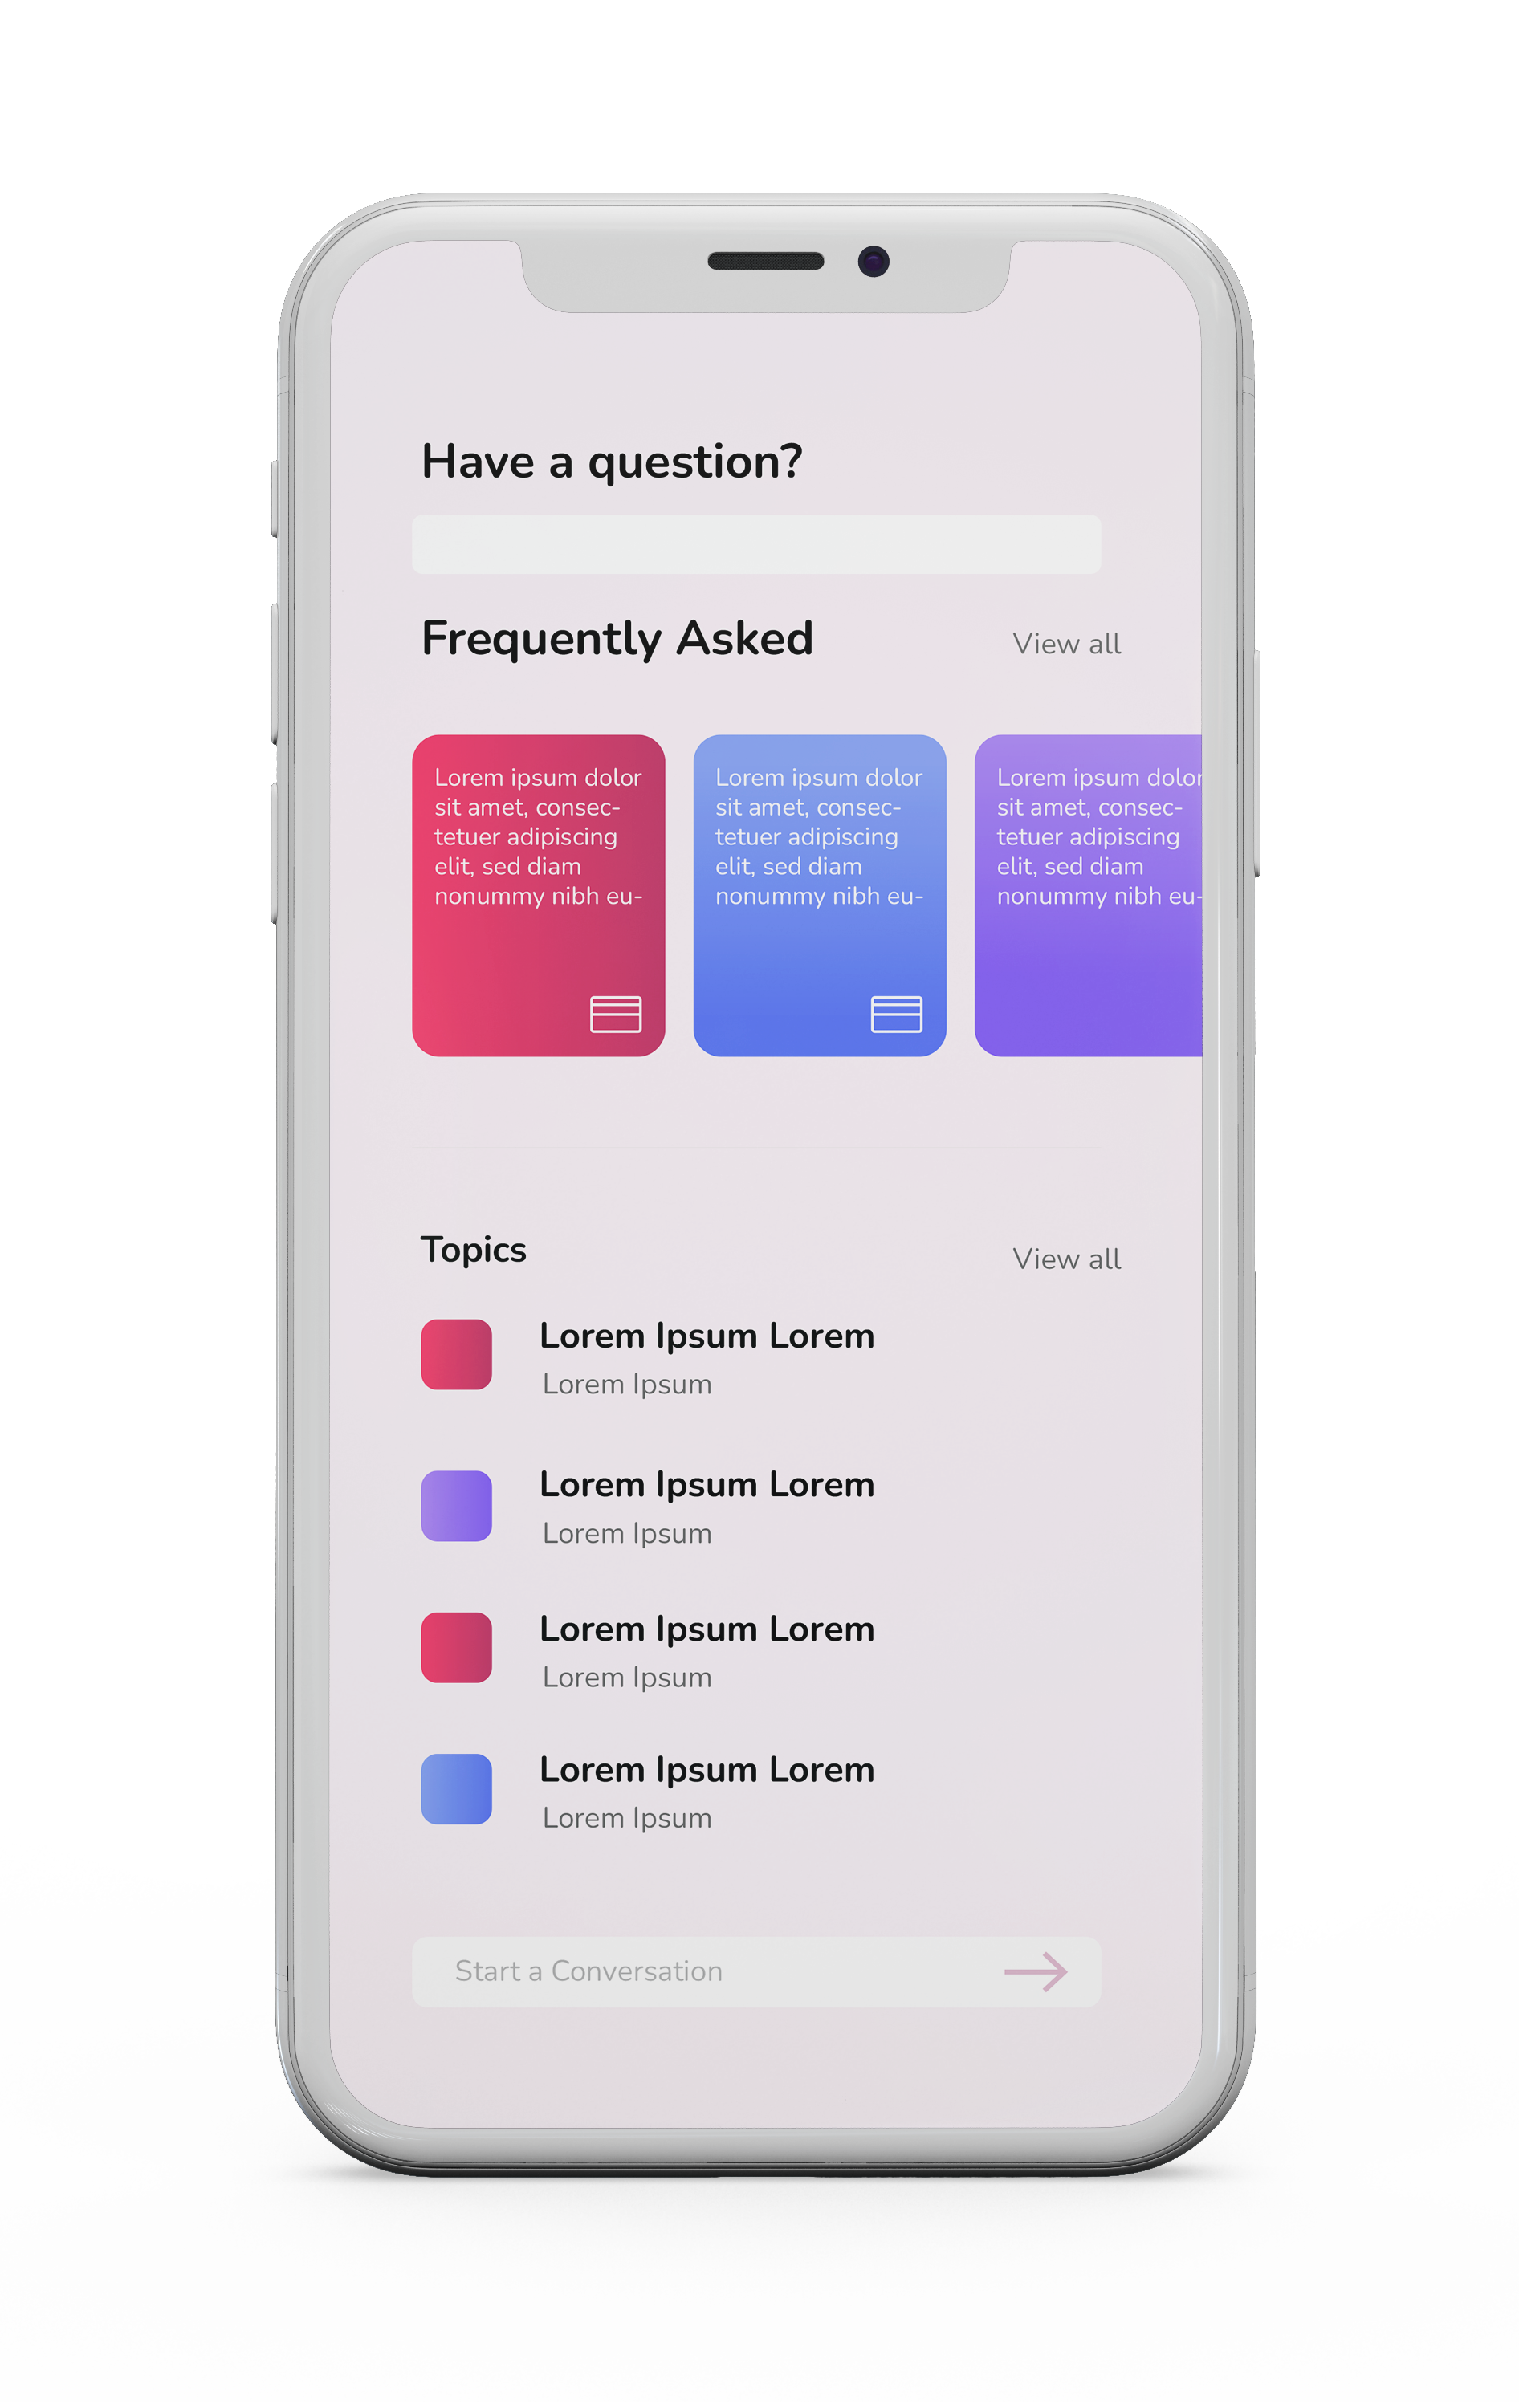 Have a question?
Frequently Asked
View all
Lorem ipsum dolor
sit amet, consec-
tetuer adipiscing
elit, sed diam
nonummy nibh eu-
Lorem ipsum dolor
sit amet, consec-
tetuer adipiscing
elit, sed diam
nonummy nibh eu-
Lorem ipsum dolor
sit amet, consec-
tetuer adipiscing
elit, sed diam
nonummy nibh eu-
Topics
View all
Lorem Ipsum Lorem
Lorem Ipsum
Lorem Ipsum Lorem
Lorem Ipsum
Lorem Ipsum Lorem
Lorem Ipsum
Lorem Ipsum Lorem
Lorem Ipsum
Start a Conversation